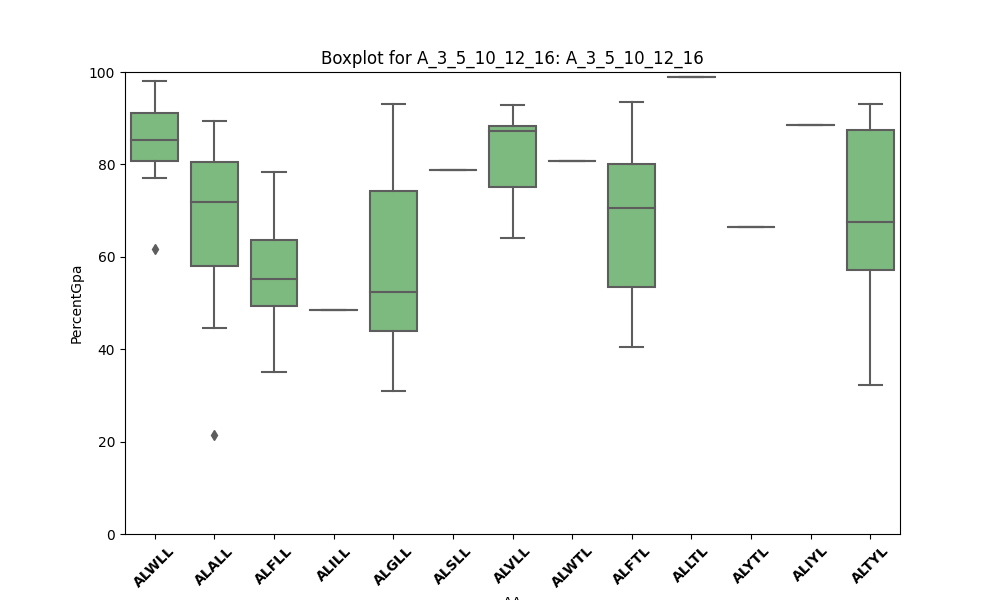 Boxplot for A_3_5_10_12_16: A_3_5_10_12_16
100
80
60
40
20
0
PercentGpa
ALWLL ALALL ALFLL ALILL ALGLL ALSLL ALVLL ALWTL ALFTL ALLTL ALYTL ALIYL ALTYL